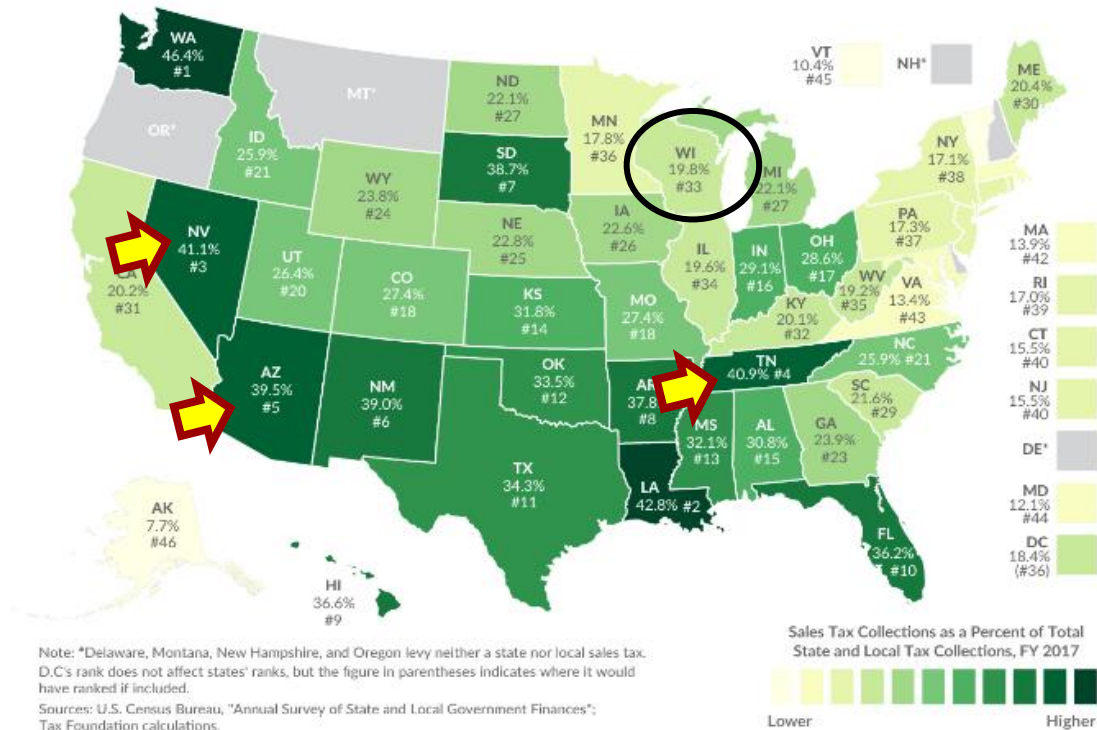 WA
46.4%
#1
VT
10.4%
#45
NH*
ME
20.4%
#30
ND
22.1%
#27
MT*
MN
17.8%
#36
OR*
ID
25.9%
#21
SD
38.7%
#7
WI
19.8%
#33
NY
17.1%
#38
WY
23.8%
#24
MI
22.1%
#27
NV
41.1%
#3
IA
22.6%
#26
NE
22.8%
#25
PA
17.3%
#37
MA
13.9%
#42
UT
26.4%
#20
IL
19.6%
#34
IN
29.1%
#16
OH
28.6%
#17
CA
20.2%
#31
CO
27.4%
#18
WV
19.2%
#35
VA
13.4%
#43
RI
17.0%
#39
KS
31.8%
#14
MO
27.4%
#18
KY
20.1%
#32
CT
15.5%
#40
NC
25.9% #21
TN
40.9% #4
AZ
39.5%
#5
NM
39.0%
#6
OK
33.5%
#12
AR
37.8
#8
SC
21.6%
#29
NJ
15.5%
#40
MS
32.1%
#13
AL
30.8%
#15
GA
23.9%
#23
DE*
TX
34.3%
#11
LA
42.8% #2
MD
12.1%
#44
AK
7.7%
#46
FL
36.2%
#10
DC
18.4%
(#36)
HI
36.6%
#9
Sales Tax Collections as a Percent of Total
State and Local Tax Collections, FY 2017
Lower
Higher
Note: *Delaware, Montana, New Hampshire, and Oregon levy neither a state nor local sales tax.
D.C's rank does not affect states' ranks, but the figure in parentheses indicates where it would
have ranked if included.
Sources: U.S. Census Bureau, "Annual Survey of State and Local Government Finances";
Tax Foundation calculations.